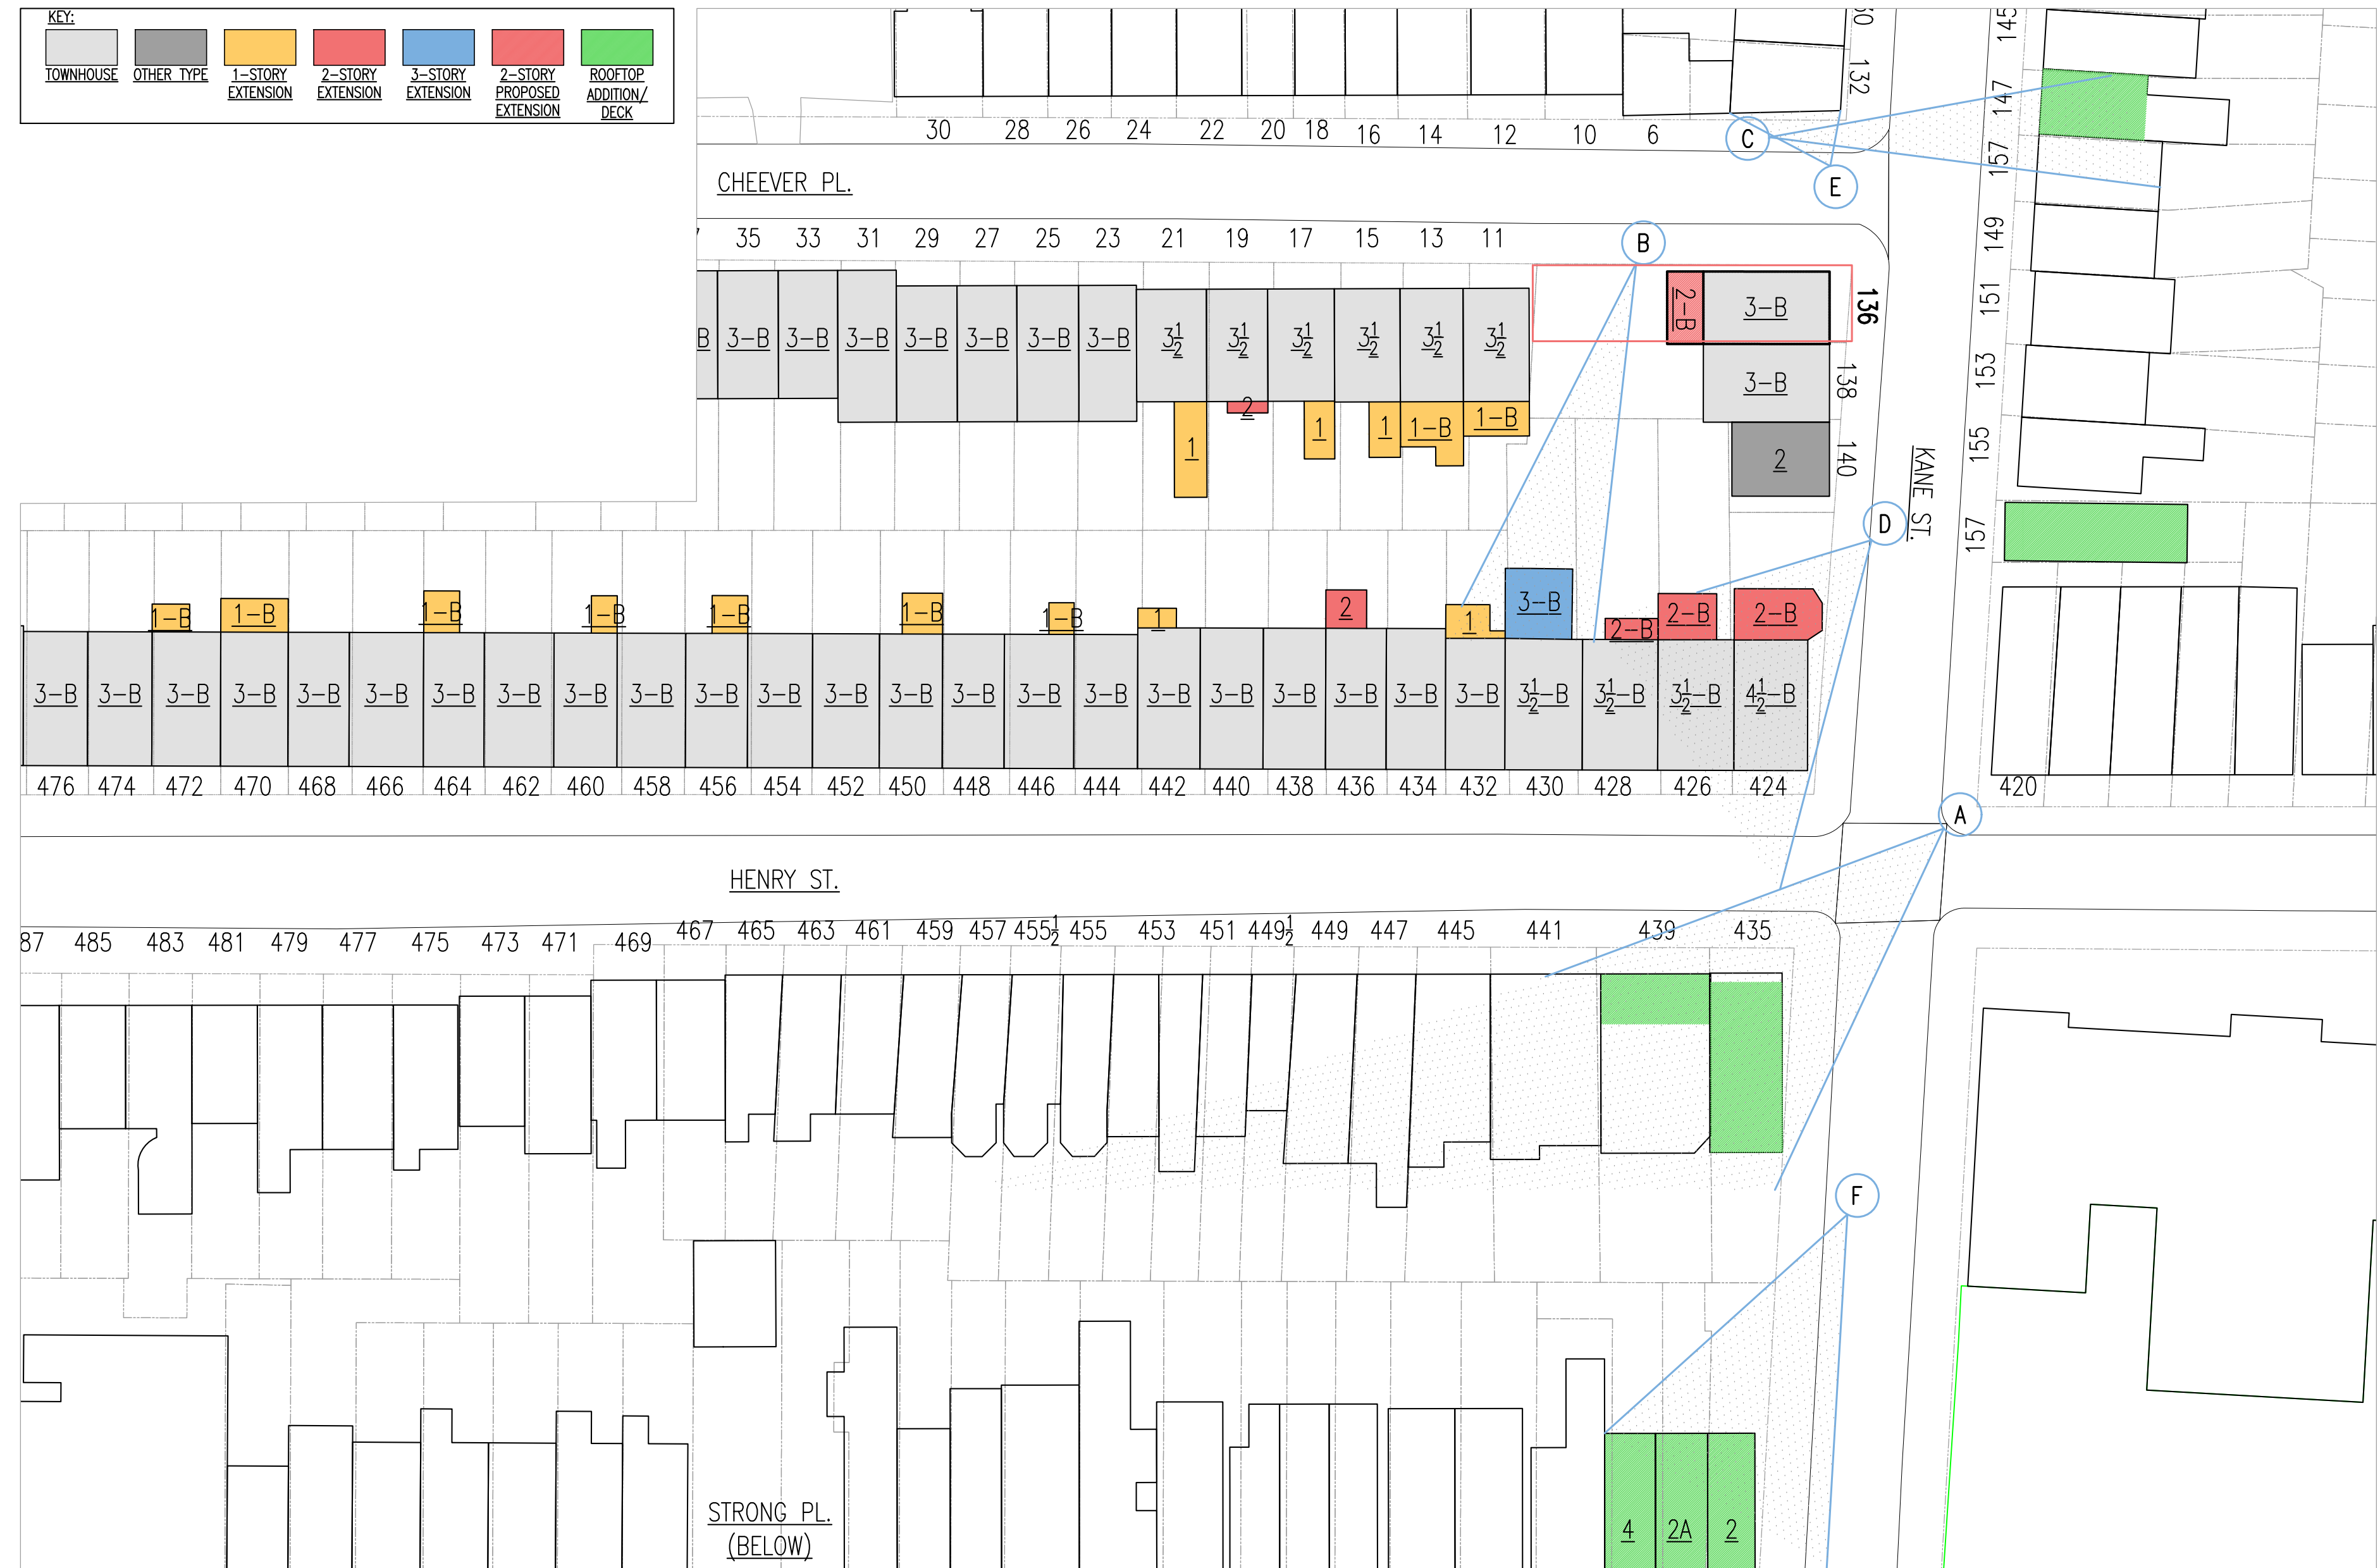 KEY:
TOWNHOUSE
OTHER TYPE
1-STORY
EXTENSION
2-STORY
EXTENSION
3-STORY
EXTENSION
2-STORY
PROPOSED
EXTENSION
ROOFTOP
ADDITION/
DECK
30 28 26 24 22 20 18 16 14 12 10 6
132
145
147
157
149
151
153
155
157
C
E
CHEEVER PL.
35 33 31 29 27 25 23 21 19 17 15 13 11
B
136
138
140
B 3-B 3-B 3-B 3-B 3-B 3-B 3-B 3½ 3½ 3½ 3½ 3½ 3½
2-B 3-B
3-B
2
1 2 1 1 1-B 1-B
KANE ST.
D
1-B 1-B 1-B 1-B 1-B 1-B 1-B 1 2 1 3-B 2-B 2-B 2-B
3-B 3-B 3-B 3-B 3-B 3-B 3-B 3-B 3-B 3-B 3-B 3-B 3-B 3-B 3-B 3-B 3-B 3-B 3-B 3-B 3-B 3-B 3½-B 3½-B 3½-B 4½-B
476 474 472 470 468 466 464 462 460 458 456 454 452 450 448 446 444 442 440 438 436 434 432 430 428 426 424
420
A
HENRY ST.
87 485 483 481 479 477 475 473 471 469 467 465 463 461 459 457 455½ 455 453 451 449½ 449 447 445 441 439 435
F
STRONG PL.
(BELOW)
4 2A 2